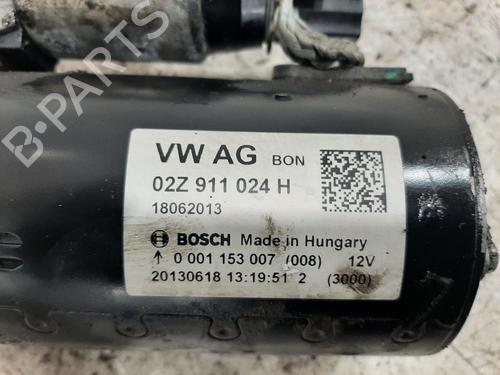 VW AG BON
02Z 911 024 H
18062013
BOSCH Made in Hungary
↑ 0 001 153 007 (008) 12V
20130618 13:19:51 2 (3000)
B-PARTS